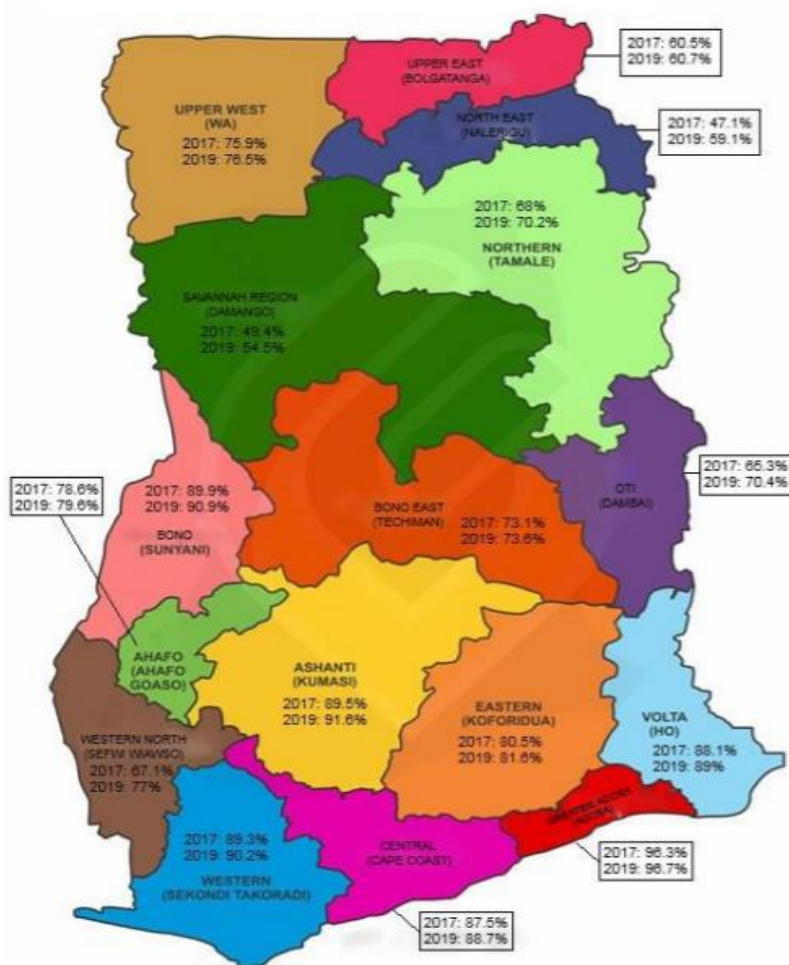 UPPER EAST
(BOLGATANGA)
2017: 60.5%
2019: 60.7%
UPPER WEST
(WA)
2017: 75.9%
2019: 76.5%
NORTH EAST
(NALERIGU)
2017: 47.1%
2019: 59.1%
2017: 68%
2019: 70.2%
NORTHERN
(TAMALE)
SAVANNAH REGION
(DAMANGO)
2017: 49.4%
2019: 54.5%
2017: 78.6%
2019: 79.6%
2017: 89.9%
2019: 90.9%
BONO
(SUNYANI)
BONO EAST
(TECHIMAN)
2017: 73.1%
2019: 73.6%
OTI
(DAMBAI)
2017: 65.3%
2019: 70.4%
AHAFO
(AHAFO
GOASO)
ASHANTI
(KUMASI)
2017: 89.5%
2019: 91.6%
EASTERN
(KOFORIDUA)
2017: 80.5%
2019: 81.6%
VOLTA
(HO)
2017: 88.1%
2019: 89%
WESTERN NORTH
(SEFWI WIAWSO)
2017: 67.1%
2019: 77%
2017: 89.3%
2019: 90.2%
WESTERN
(SEKONDI TAKORADI)
CENTRAL
(CAPE COAST)
2017: 87.5%
2019: 88.7%
GREATER ACCRA
(ACCRA)
2017: 96.3%
2019: 96.7%